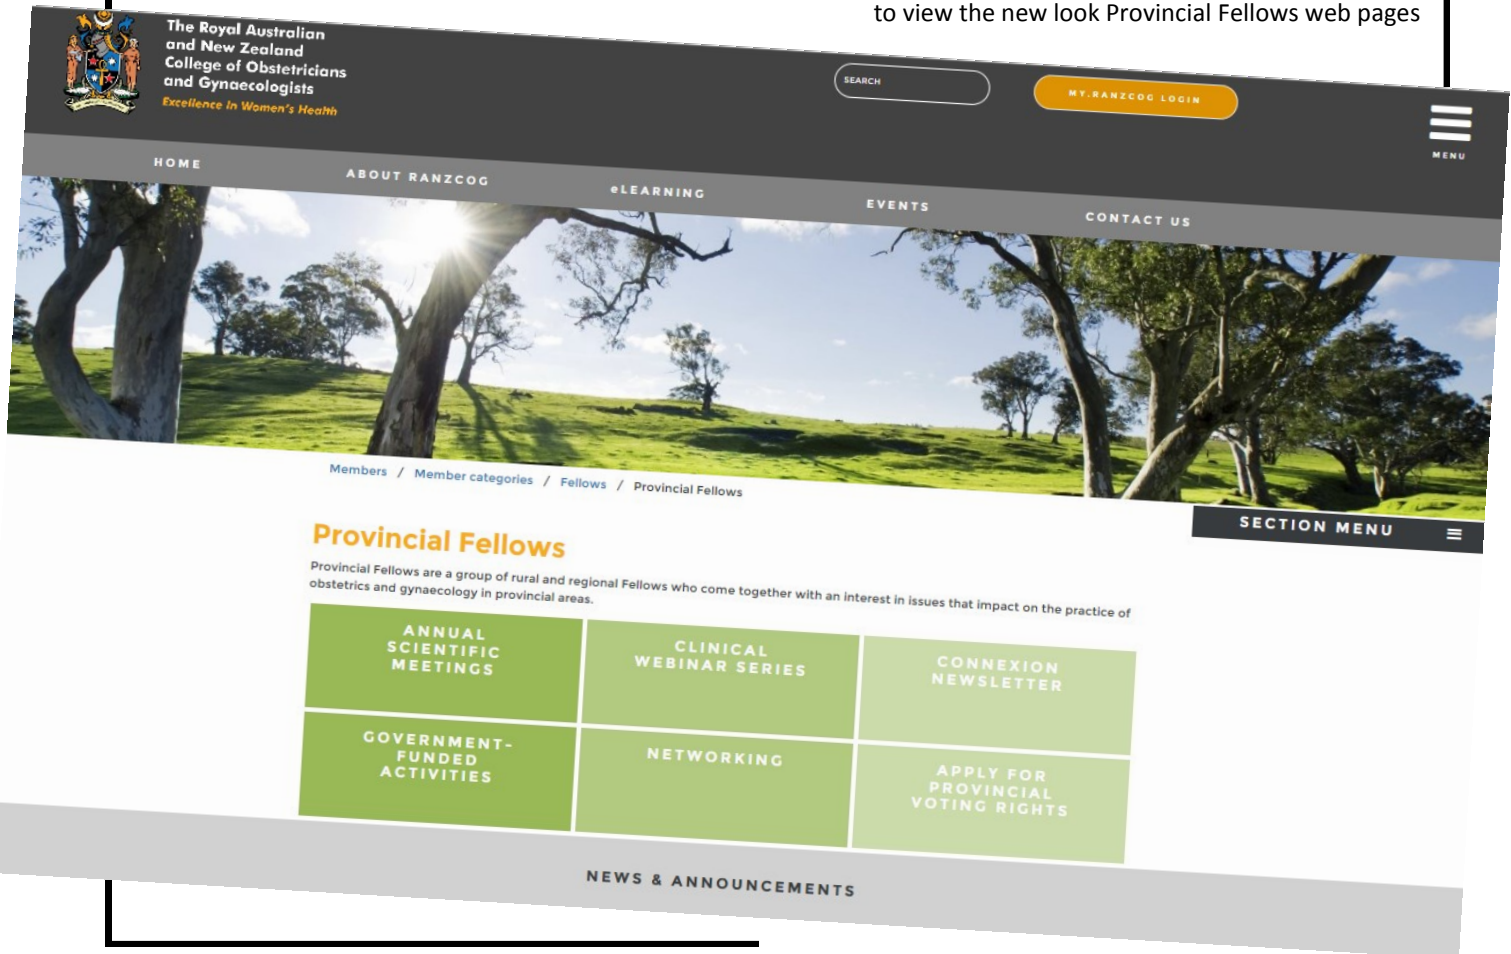 to view the new look Provincial Fellows web pages
The Royal Australian
and New Zealand
College of Obstetricians
and Gynaecologists
Excellence in Women's Health
SEARCH
MY.RANZCOG LOGIN
MENU
HOME
ABOUT RANZCOG
eLEARNING
EVENTS
CONTACT US
Members / Member categories / Fellows / Provincial Fellows
SECTION MENU
Provincial Fellows
Provincial Fellows are a group of rural and regional Fellows who come together with an interest in issues that impact on the practice of
obstetrics and gynaecology in provincial areas.
ANNUAL
SCIENTIFIC
MEETINGS
CLINICAL
WEBINAR SERIES
CONNEXION
NEWSLETTER
GOVERNMENT-
FUNDED
ACTIVITIES
NETWORKING
APPLY FOR
PROVINCIAL
VOTING RIGHTS
NEWS & ANNOUNCEMENTS